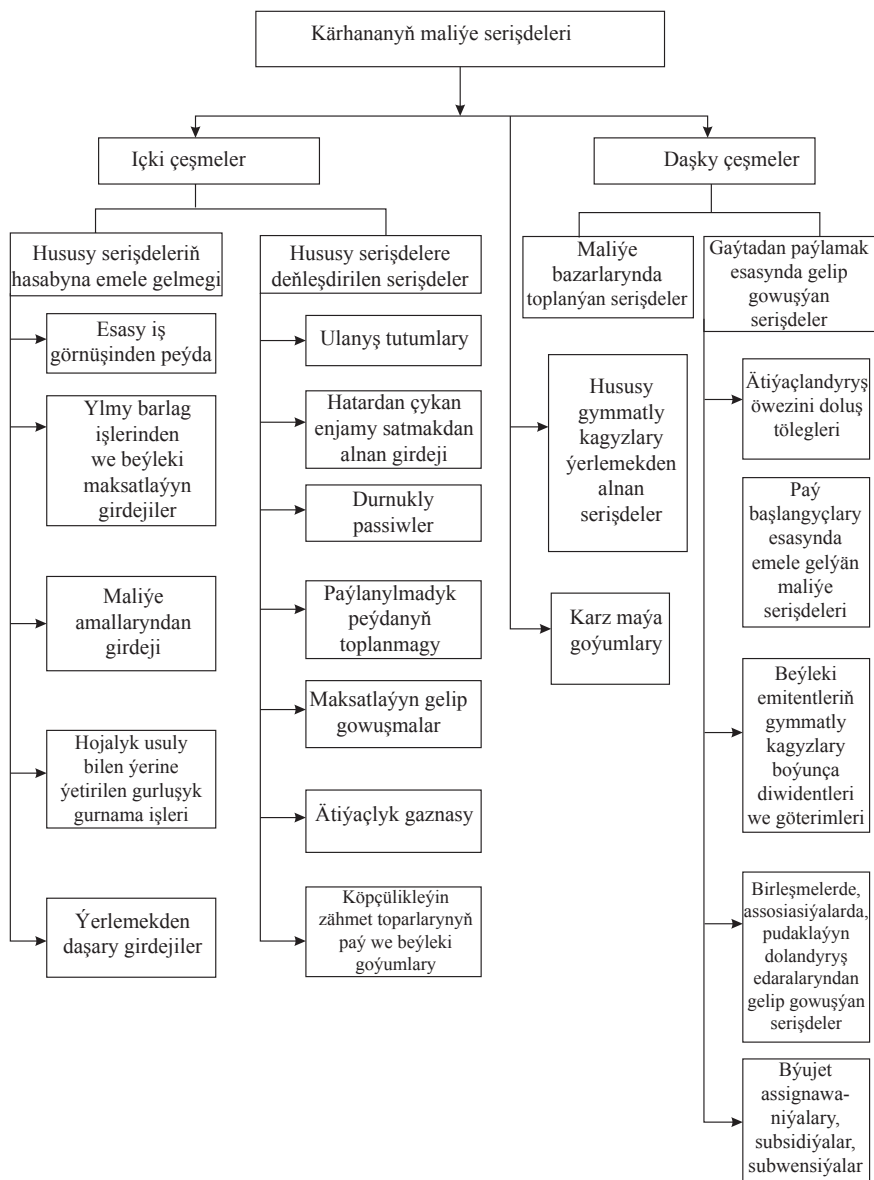 Kärhananyň maliýe serişdeleri
Içki çeşmeler
Daşky çeşmeler
Hususy serişdeleriň
hasabyna emele gelmegi
Hususy serişdelere
deňleşdirilen serişdeler
Maliýe
bazarlarynda
toplanýan serişdeler
Gaýtadan paýlamak
esasynda gelip
gowuşýan
serişdeler
Esasy iş
görnüşinden peýda
Ylmy barlag
işlerinden
we beýleki
maksatlaýyn
girdejiler
Maliýe
amallaryndan
girdeji
Hojalyk usuly
bilen ýerine
ýetirilen gurluşyk
gurnama işleri
Ýerlemekden
daşary girdejiler
Ulanyş tutumlary
Hatardan çykan
enjamy satmakdan
alnan girdeji
Durnukly
passiwler
Paýlanylmadyk
peýdanyň
toplanmagy
Maksatlaýyn gelip
gowuşmalar
Ätiýaçlyk gaznasy
Köpçülikleýin
zähmet toparlarynyň
paý we beýleki
goýumlary
Hususy
gymmatly
kagyzlary
ýerlemekden
alnan
serişdeler
Karz maýa
goýumlary
Ätiýaçlandyryş
öwezini doluş
tölegleri
Paý
başlangyçlary
esasynda
emele gelýän
maliýe
serişdeleri
Beýleki
emitentleriň
gymmatly
kagyzlary
boýunça
diwidentleri
we göterimleri
Birleşmelerde,
assosiasiýalarda,
pudaklaýyn
dolandyryş
edaralaryndan
gelip gowuşýan
serişdeler
Býujet
assignawa-
niýalary,
subsidiýalar,
subwensiýalar